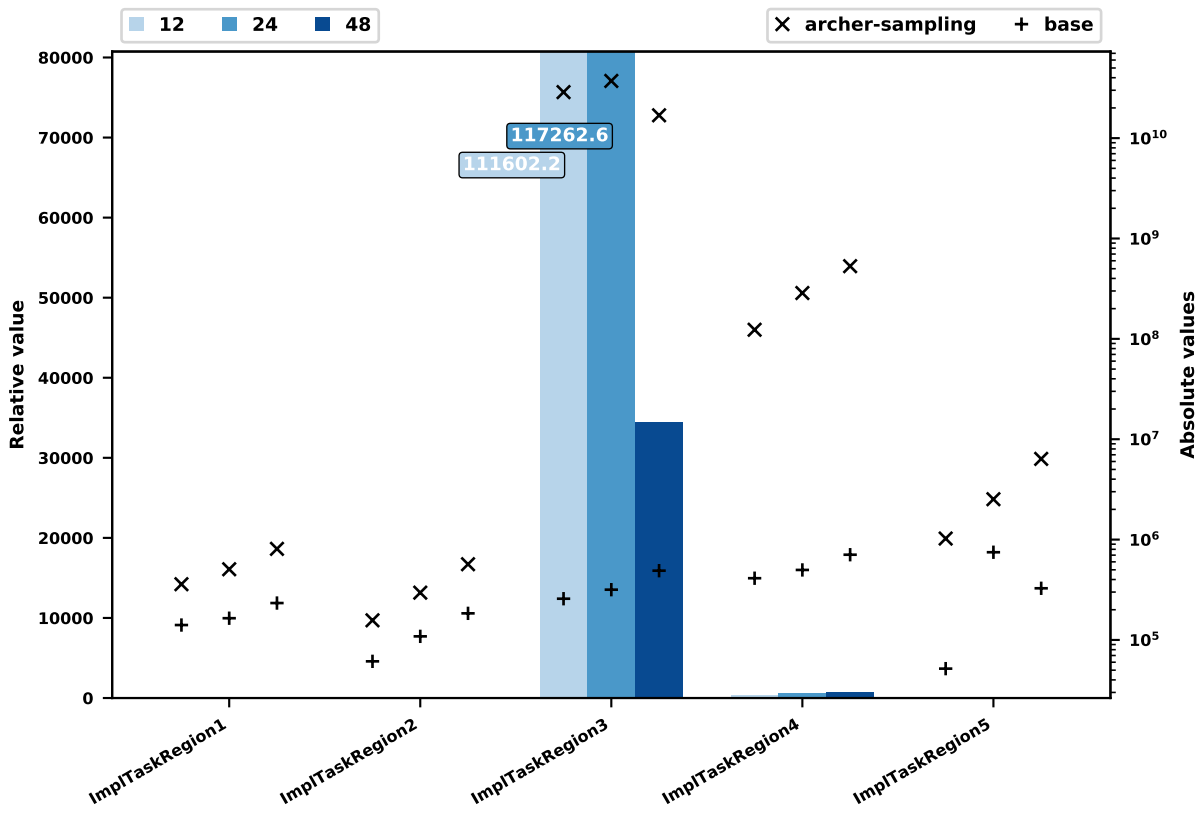 12 24 48
archer-sampling base
80000
70000
60000
50000
40000
30000
20000
10000
0
Relative value
117262.6
111602.2
10^10
10^9
10^8
10^7
10^6
10^5
Absolute values
ImplTaskRegion1
ImplTaskRegion2
ImplTaskRegion3
ImplTaskRegion4
ImplTaskRegion5